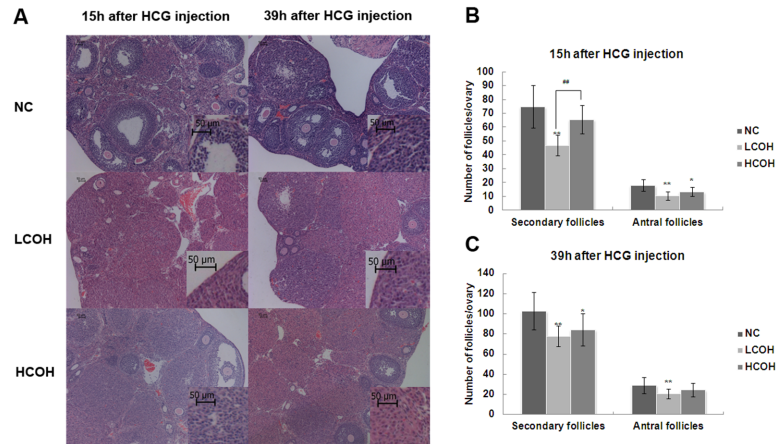 A
15h after HCG injection
39h after HCG injection
NC
50 µm
50 µm
LCOH
50 µm
50 µm
HCOH
50 µm
50 µm
B
15h after HCG injection
Number of follicles/ovary
100
90
80
70
60
50
40
30
20
10
0
##
**
**
*
Secondary follicles
Antral follicles
NC
LCOH
HCOH
C
39h after HCG injection
Number of follicles/ovary
140
120
100
80
60
40
20
0
**
*
**
Secondary follicles
Antral follicles
NC
LCOH
HCOH